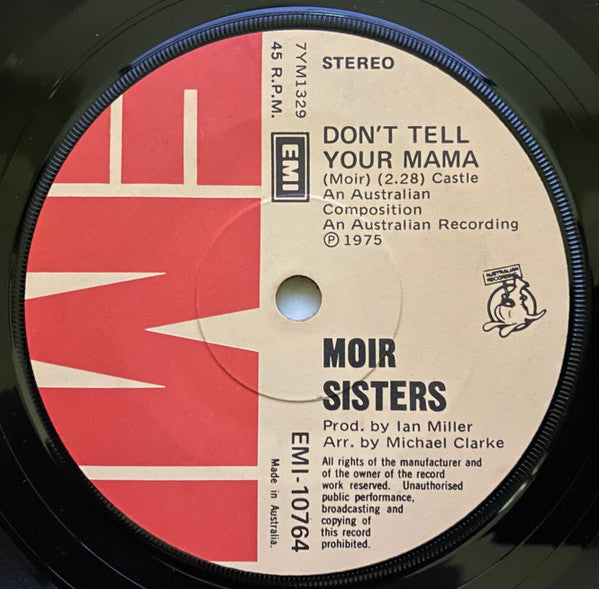 STEREO
7YM1329
45 R.P.M.
EMI
DON'T TELL
YOUR MAMA
(Moir) (2.28) Castle
An Australian
Composition
An Australian Recording
Ⓟ 1975
AUSTRALIAN
RECORDING
MOIR
SISTERS
Prod. by Ian Miller
Arr. by Michael Clarke
EMI-10764
Made in Australia.
All rights of the manufacturer and
of the owner of the record
work reserved. Unauthorised
public performance,
broadcasting and
copying of
this record
prohibited.
EMI